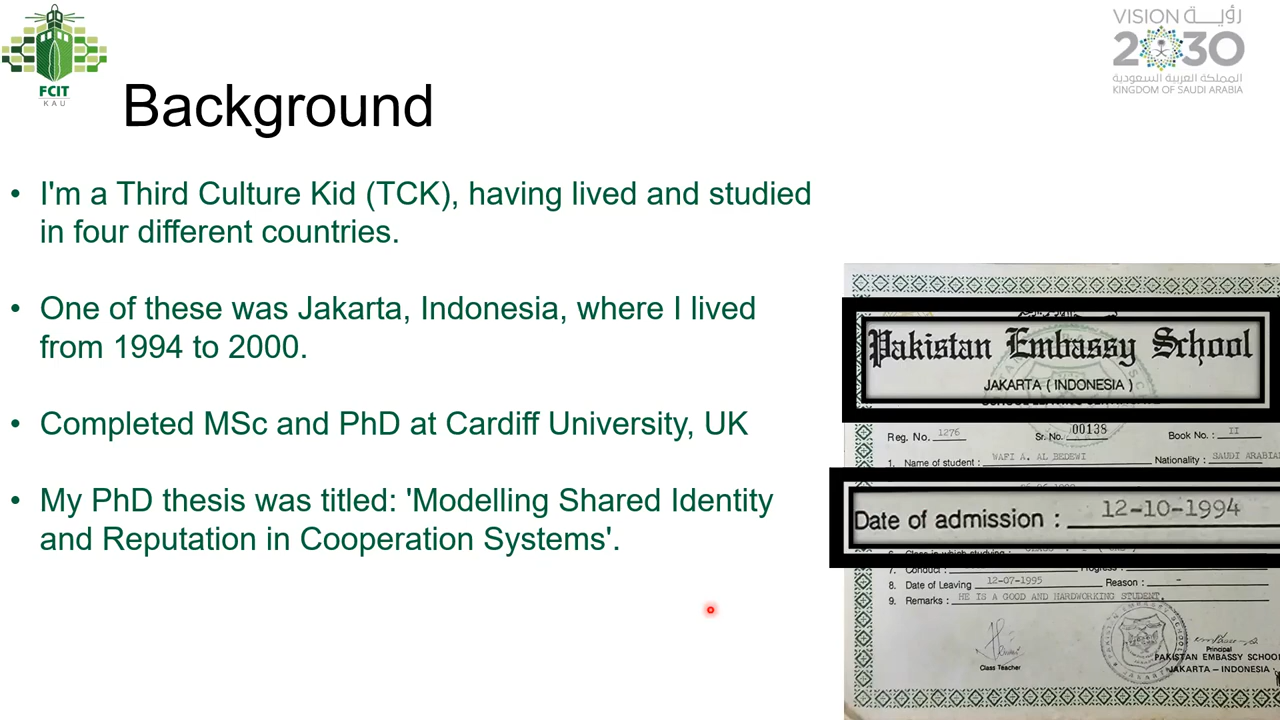 FCIT
KAU
VISION رؤيـــة
2030
المملكة العربية السعودية
KINGDOM OF SAUDI ARABIA
Background
• I'm a Third Culture Kid (TCK), having lived and studied
in four different countries.
• One of these was Jakarta, Indonesia, where I lived
from 1994 to 2000.
• Completed MSc and PhD at Cardiff University, UK
• My PhD thesis was titled: 'Modelling Shared Identity
and Reputation in Cooperation Systems'.
Pakistan Embassy School
JAKARTA ( INDONESIA )
Reg. No. 1276 Sr. No. 00138 Book No. : II
1. Name of student : WAFI A. AL BEDEWI Nationality : SAUDI ARABIA
Date of admission : 12-10-1994
7. Conduct : Progress :
8. Date of Leaving 12-07-1995 Reason : -
9. Remarks : HE IS A GOOD AND HARDWORKING STUDENT.
Class Teacher
Principal
PAKISTAN EMBASSY SCHOOL
JAKARTA – INDONESIA